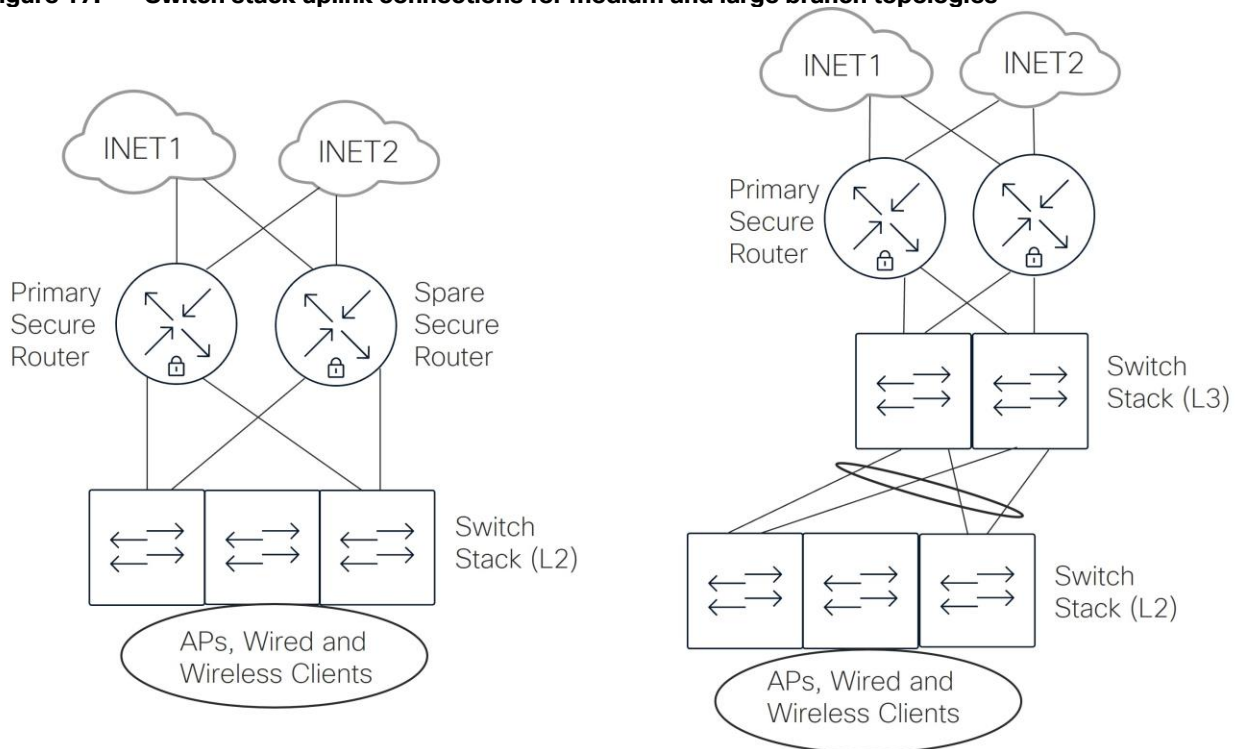 Switch stack uplink connections for medium and large branch topologies
INET1
INET2
Primary
Secure
Router
Spare
Secure
Router
Switch
Stack (L2)
APs, Wired and
Wireless Clients
INET1
INET2
Primary
Secure
Router
Switch
Stack (L3)
Switch
Stack (L2)
APs, Wired and
Wireless Clients